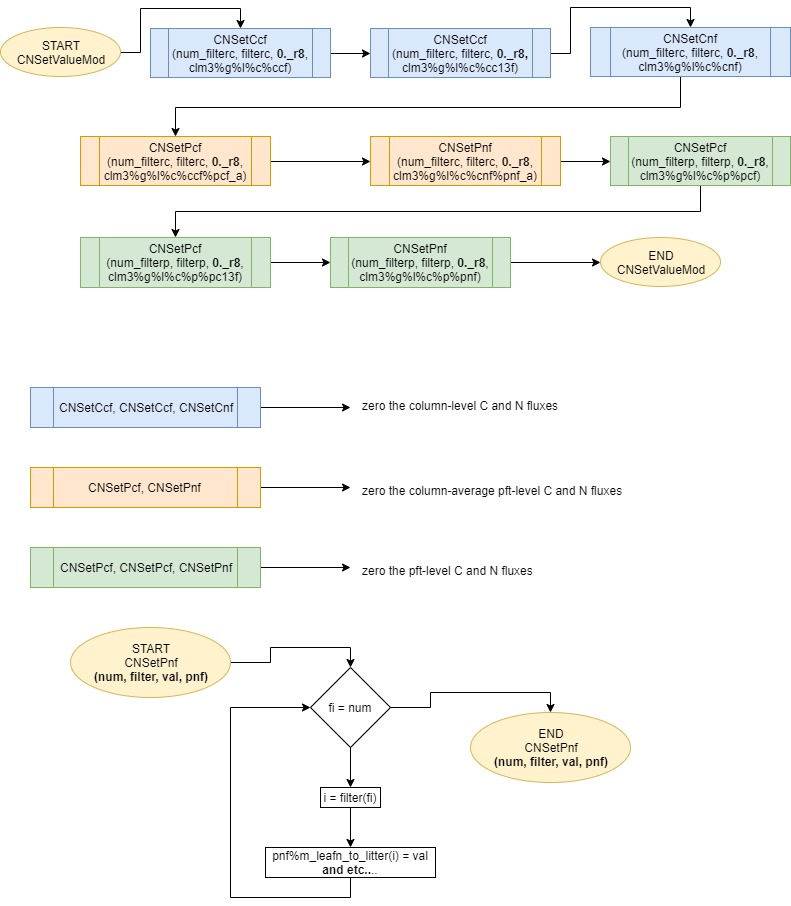 START
CNSetValueMod
CNSetCcf
(num_filterc, filterc, 0._r8,
clm3%g%l%c%ccf)
CNSetCcf
(num_filterc, filterc, 0._r8,
clm3%g%l%c%cc13f)
CNSetCnf
(num_filterc, filterc, 0._r8,
clm3%g%l%c%cnf)
CNSetPcf
(num_filterc, filterc, 0._r8,
clm3%g%l%c%ccf%pcf_a)
CNSetPnf
(num_filterc, filterc, 0._r8,
clm3%g%l%c%cnf%pnf_a)
CNSetPcf
(num_filterp, filterp, 0._r8,
clm3%g%l%c%p%pcf)
CNSetPcf
(num_filterp, filterp, 0._r8,
clm3%g%l%c%p%pc13f)
CNSetPnf
(num_filterp, filterp, 0._r8,
clm3%g%l%c%p%pnf)
END
CNSetValueMod
CNSetCcf, CNSetCcf, CNSetCnf
zero the column-level C and N fluxes
CNSetPcf, CNSetPnf
zero the column-average pft-level C and N fluxes
CNSetPcf, CNSetPcf, CNSetPnf
zero the pft-level C and N fluxes
START
CNSetPnf
(num, filter, val, pnf)
fi = num
END
CNSetPnf
(num, filter, val, pnf)
i = filter(fi)
pnf%m_leafn_to_litter(i) = val
and etc....